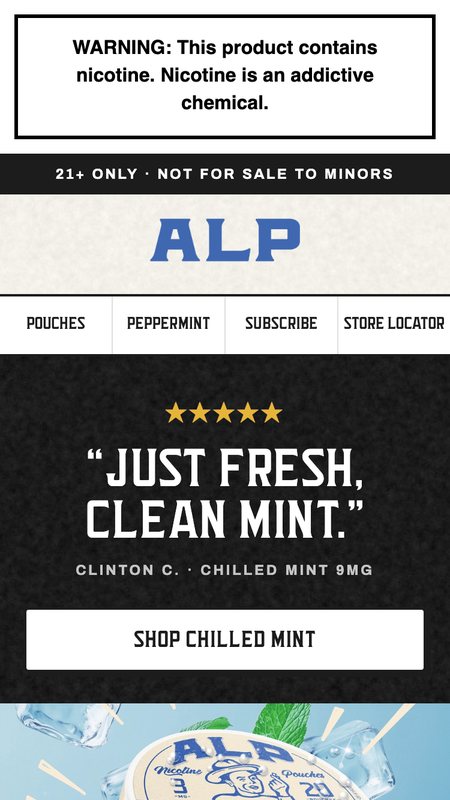 WARNING: This product contains
nicotine. Nicotine is an addictive
chemical.
21+ ONLY · NOT FOR SALE TO MINORS
ALP
POUCHES PEPPERMINT SUBSCRIBE STORE LOCATOR
“JUST FRESH,
CLEAN MINT.”
CLINTON C. · CHILLED MINT 9MG
SHOP CHILLED MINT
ALP
Nicotine Pouches
3 20